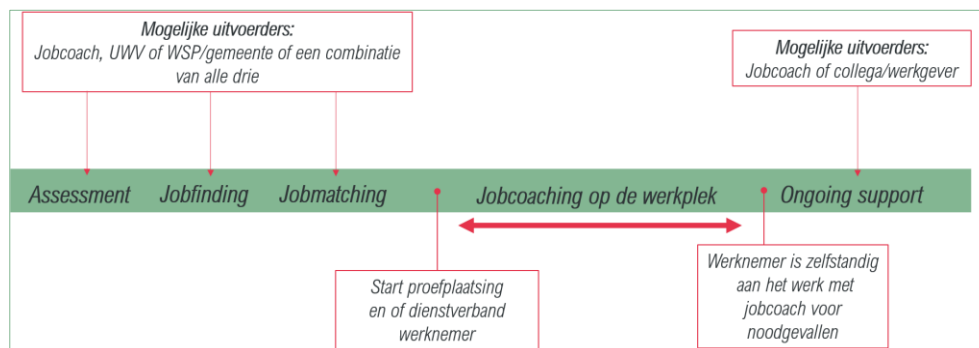 Mogelijke uitvoerders:
Jobcoach, UWV of WSP/gemeente of een combinatie
van alle drie
Mogelijke uitvoerders:
Jobcoach of collega/werkgever
Assessment
Jobfinding
Jobmatching
Jobcoaching op de werkplek
Ongoing support
Start proefplaatsing
en of dienstverband
werknemer
Werknemer is zelfstandig
aan het werk met
jobcoach voor
noodgevallen